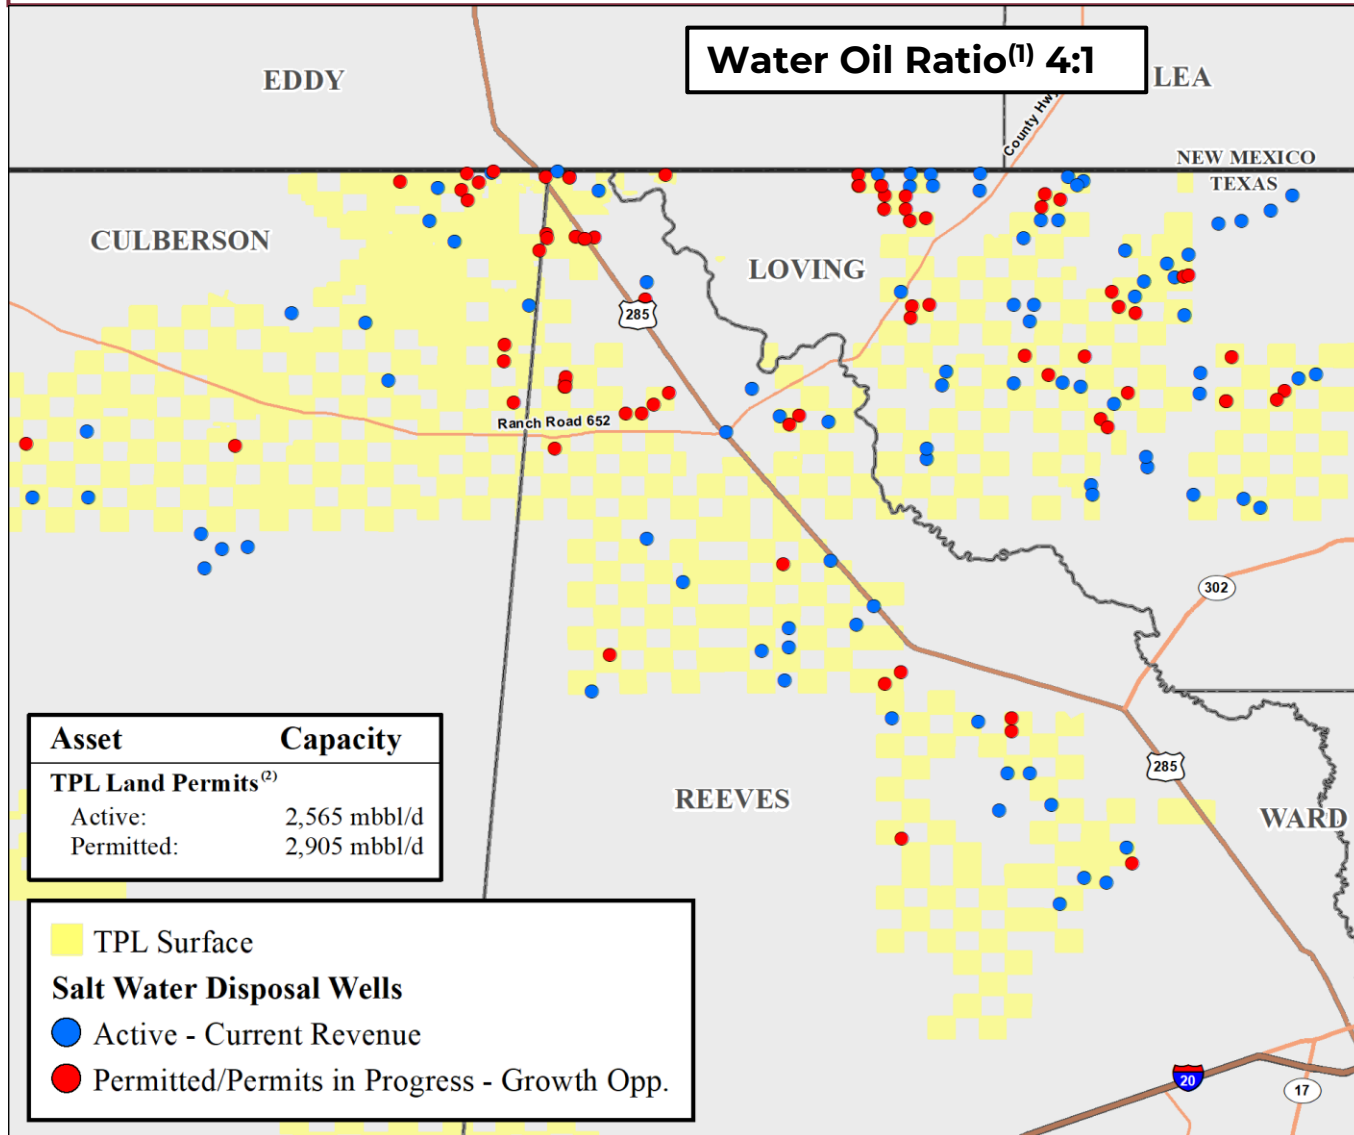 Water Oil Ratio(1) 4:1
EDDY
LEA
County Hwy
NEW MEXICO
TEXAS
CULBERSON
LOVING
285
Ranch Road 652
302
285
REEVES
WARD
Asset Capacity
TPL Land Permits(2)
Active: 2,565 mbbl/d
Permitted: 2,905 mbbl/d
TPL Surface
Salt Water Disposal Wells
Active - Current Revenue
Permitted/Permits in Progress - Growth Opp.
20
17